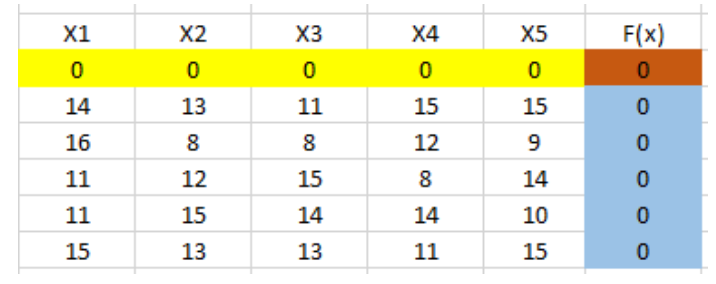 X1 X2 X3 X4 X5 F(x)
0 0 0 0 0 0
14 13 11 15 15 0
16 8 8 12 9 0
11 12 15 8 14 0
11 15 14 14 10 0
15 13 13 11 15 0